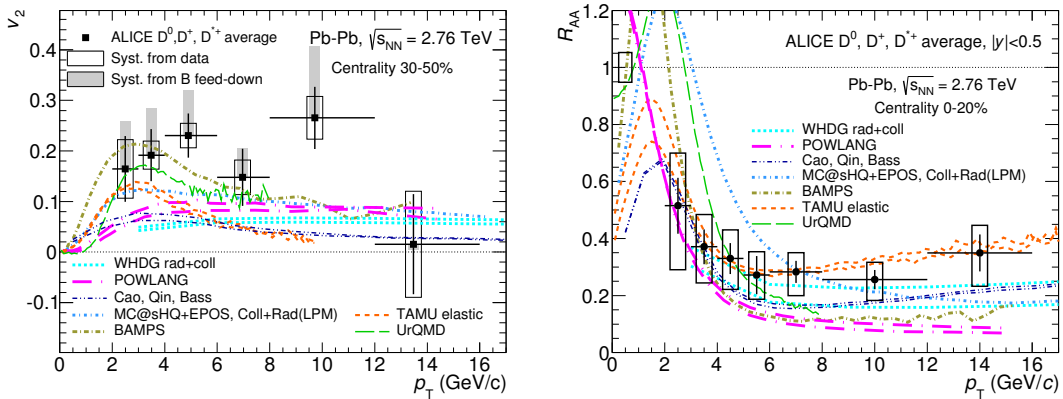 v₂
0.4
0.3
0.2
0.1
0
-0.1
0 2 4 6 8 10 12 14 16
p_T (GeV/c)
ALICE D⁰,D⁺, D*⁺ average
Syst. from data
Syst. from B feed-down
Pb-Pb, √s_NN = 2.76 TeV
Centrality 30-50%
WHDG rad+coll
POWLANG
Cao, Qin, Bass
MC@sHQ+EPOS, Coll+Rad(LPM)
BAMPS
TAMU elastic
UrQMD
R_AA
1.2
1
0.8
0.6
0.4
0.2
0
0 2 4 6 8 10 12 14 16
p_T (GeV/c)
ALICE D⁰, D⁺, D*⁺ average, |y|<0.5
Pb-Pb, √s_NN = 2.76 TeV
Centrality 0-20%
WHDG rad+coll
POWLANG
Cao, Qin, Bass
MC@sHQ+EPOS, Coll+Rad(LPM)
BAMPS
TAMU elastic
UrQMD